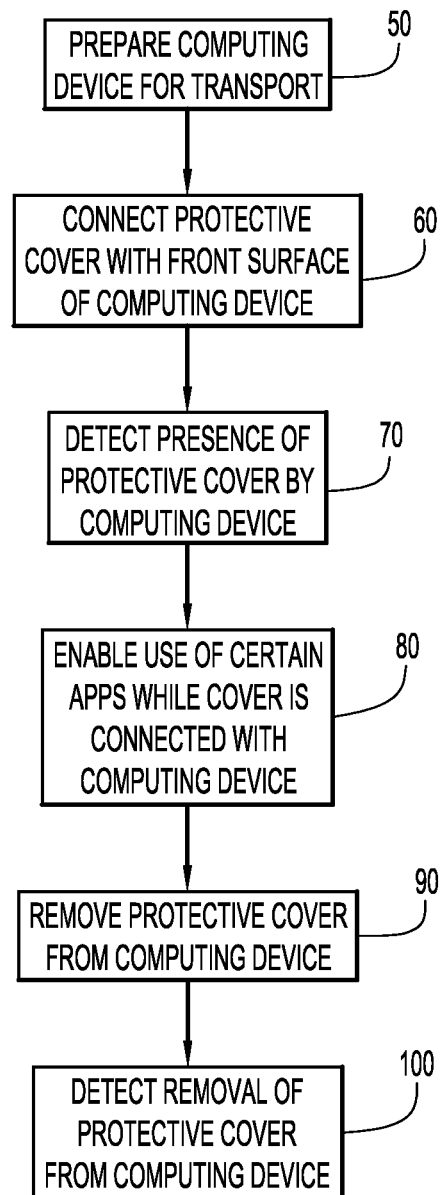 50
PREPARE COMPUTING
DEVICE FOR TRANSPORT
60
CONNECT PROTECTIVE
COVER WITH FRONT SURFACE
OF COMPUTING DEVICE
70
DETECT PRESENCE OF
PROTECTIVE COVER BY
COMPUTING DEVICE
80
ENABLE USE OF CERTAIN
APPS WHILE COVER IS
CONNECTED WITH
COMPUTING DEVICE
90
REMOVE PROTECTIVE COVER
FROM COMPUTING DEVICE
100
DETECT REMOVAL OF
PROTECTIVE COVER
FROM COMPUTING DEVICE